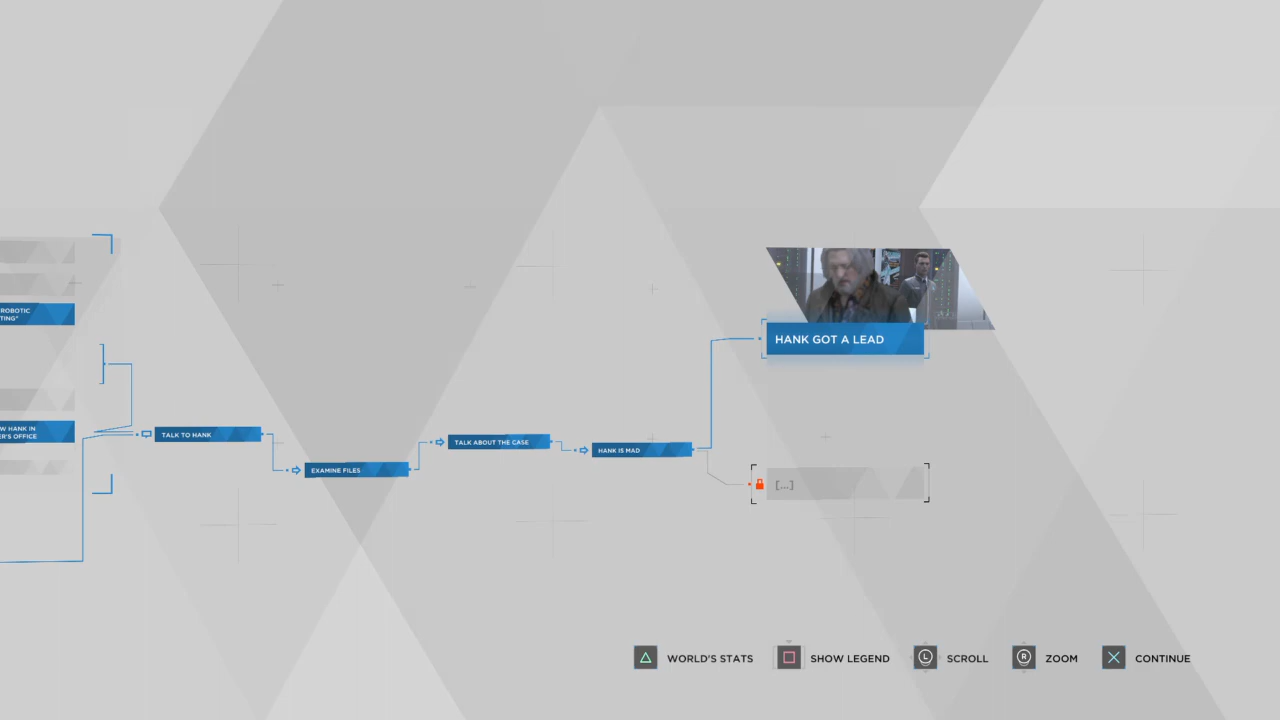 ROBOTIC
TING"
HANK GOT A LEAD
W HANK IN
ER'S OFFICE
TALK TO HANK
TALK ABOUT THE CASE
HANK IS MAD
EXAMINE FILES
[...]
L
R
WORLD'S STATS
SHOW LEGEND
SCROLL
ZOOM
CONTINUE